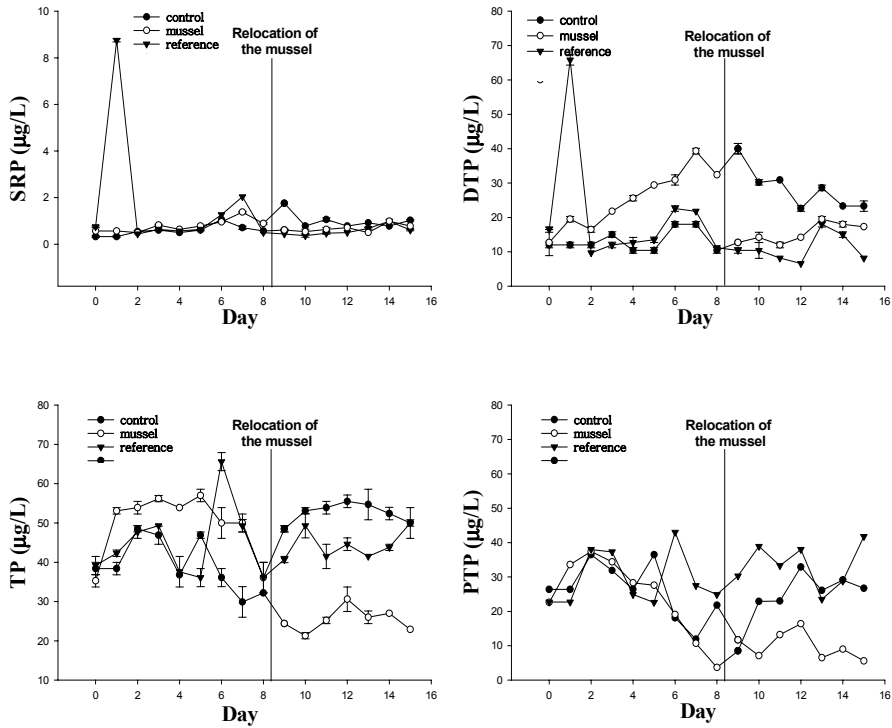 control
mussel
reference
Relocation of
the mussel
SRP (µg/L)
10
8
6
4
2
0
0 2 4 6 8 10 12 14 16
Day
control
mussel
reference
Relocation of
the mussel
DTP (µg/L)
80
70
60
50
40
30
20
10
0
0 2 4 6 8 10 12 14 16
Day
control
mussel
reference
Relocation of
the mussel
TP (µg/L)
80
70
60
50
40
30
20
10
0 2 4 6 8 10 12 14 16
Day
control
mussel
reference
Relocation of
the mussel
PTP (µg/L)
80
70
60
50
40
30
20
10
0
0 2 4 6 8 10 12 14 16
Day